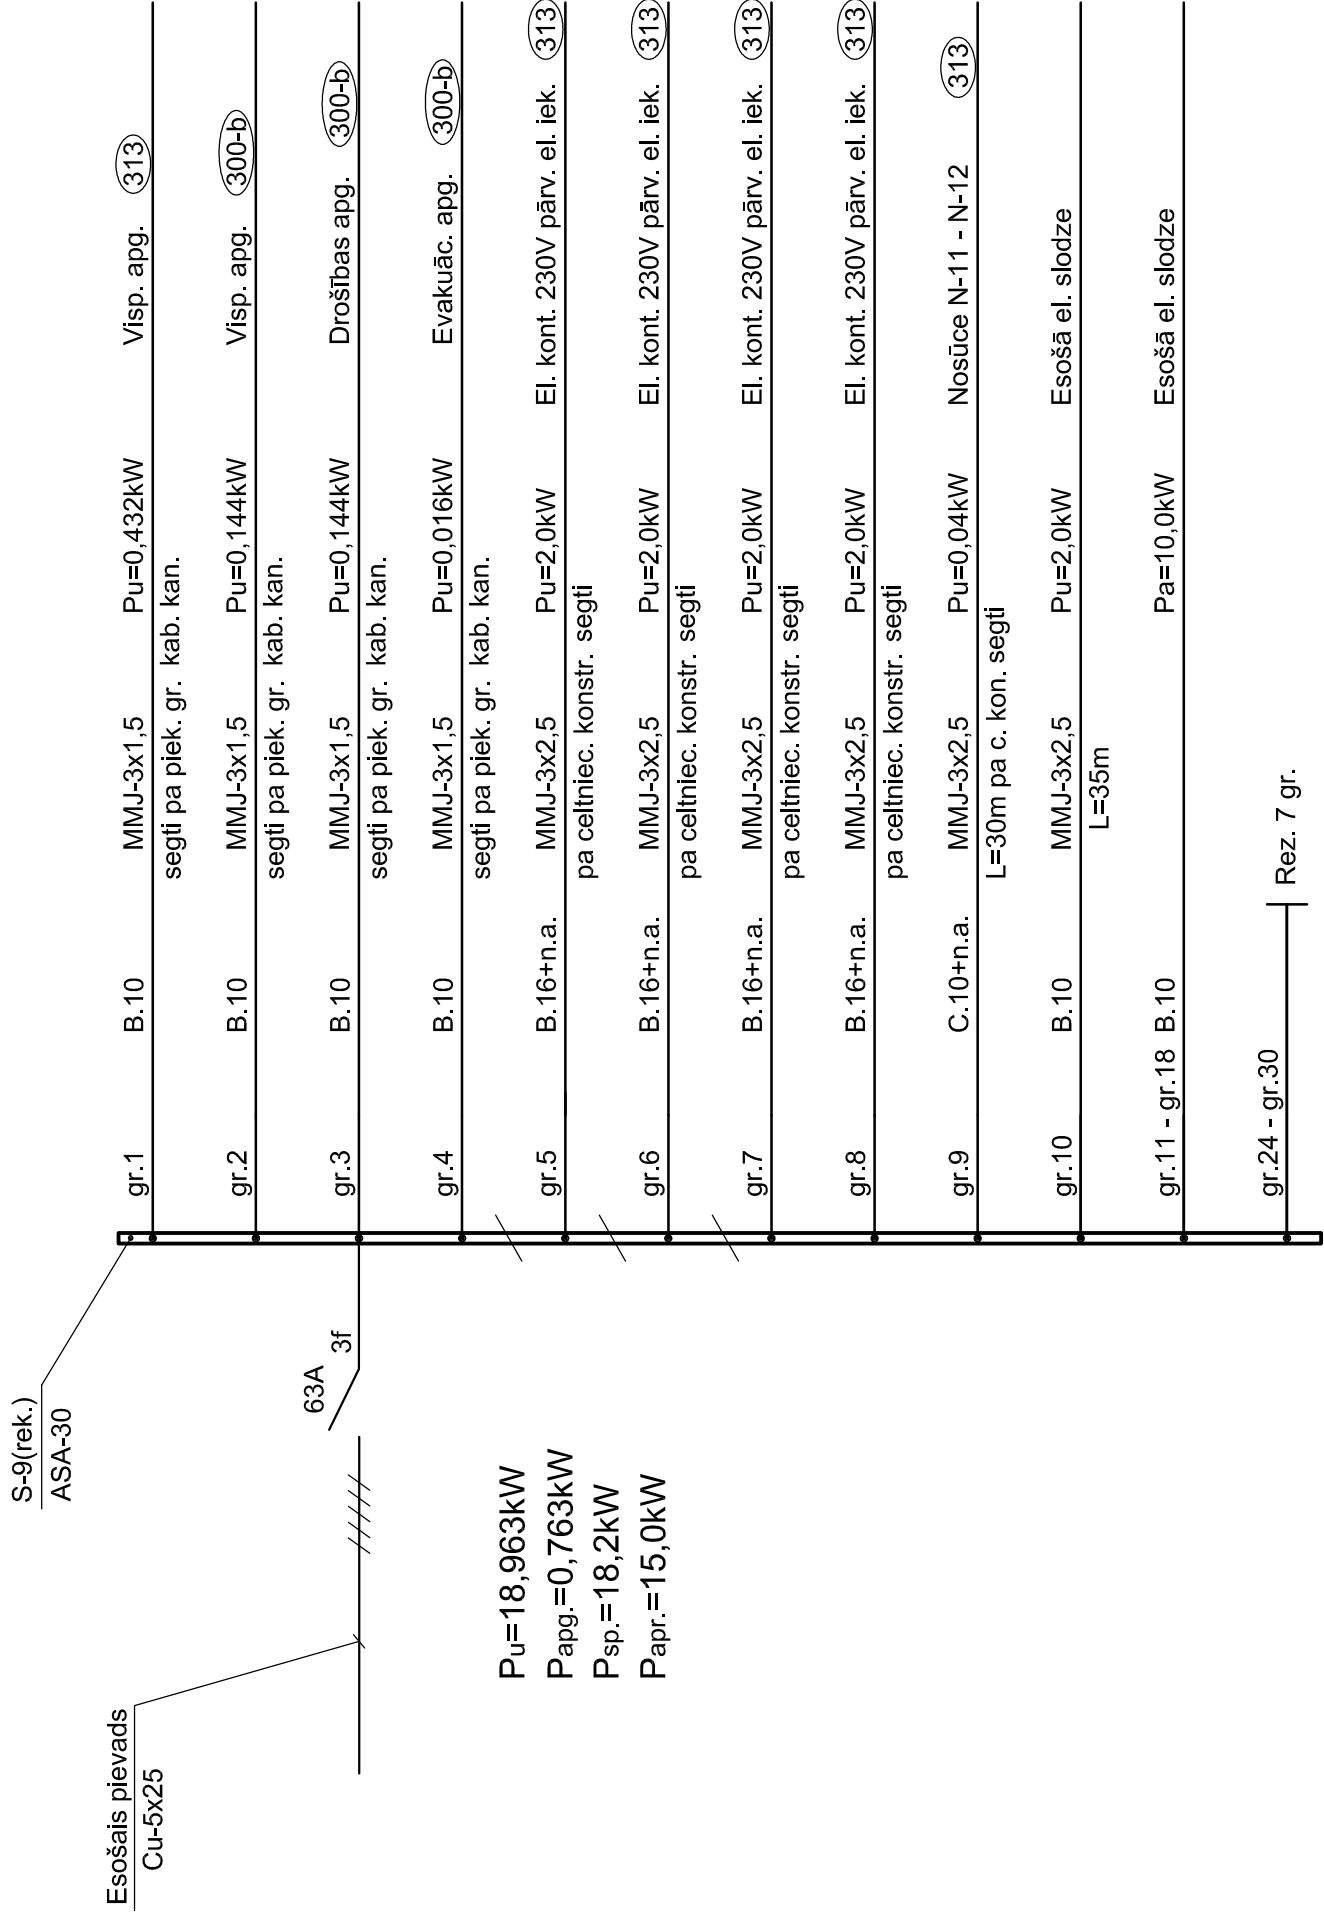 S-9(rek.)
ASA-30
Esošais pievads
Cu-5x25
63A
3f
Pu=18,963kW
Papg.=0,763kW
Psp.=18,2kW
Papr.=15,0kW
gr.1 B.10 MMJ-3x1,5 Pu=0,432kW Visp. apg. 313
segti pa piek. gr. kab. kan.
gr.2 B.10 MMJ-3x1,5 Pu=0,144kW Visp. apg. 300-b
segti pa piek. gr. kab. kan.
gr.3 B.10 MMJ-3x1,5 Pu=0,144kW Drošības apg. 300-b
segti pa piek. gr. kab. kan.
gr.4 B.10 MMJ-3x1,5 Pu=0,016kW Evakuāc. apg. 300-b
segti pa piek. gr. kab. kan.
gr.5 B.16+n.a. MMJ-3x2,5 Pu=2,0kW El. kont. 230V pārv. el. iek. 313
pa celtniec. konstr. segti
gr.6 B.16+n.a. MMJ-3x2,5 Pu=2,0kW El. kont. 230V pārv. el. iek. 313
pa celtniec. konstr. segti
gr.7 B.16+n.a. MMJ-3x2,5 Pu=2,0kW El. kont. 230V pārv. el. iek. 313
pa celtniec. konstr. segti
gr.8 B.16+n.a. MMJ-3x2,5 Pu=2,0kW El. kont. 230V pārv. el. iek. 313
pa celtniec. konstr. segti
gr.9 C.10+n.a. MMJ-3x2,5 Pu=0,04kW Nosūce N-11 - N-12 313
L=30m pa c. kon. segti
gr.10 B.10 MMJ-3x2,5 Pu=2,0kW Esošā el. slodze
L=35m
gr.11 - gr.18 B.10 Pa=10,0kW Esošā el. slodze
gr.24 - gr.30 Rez. 7 gr.